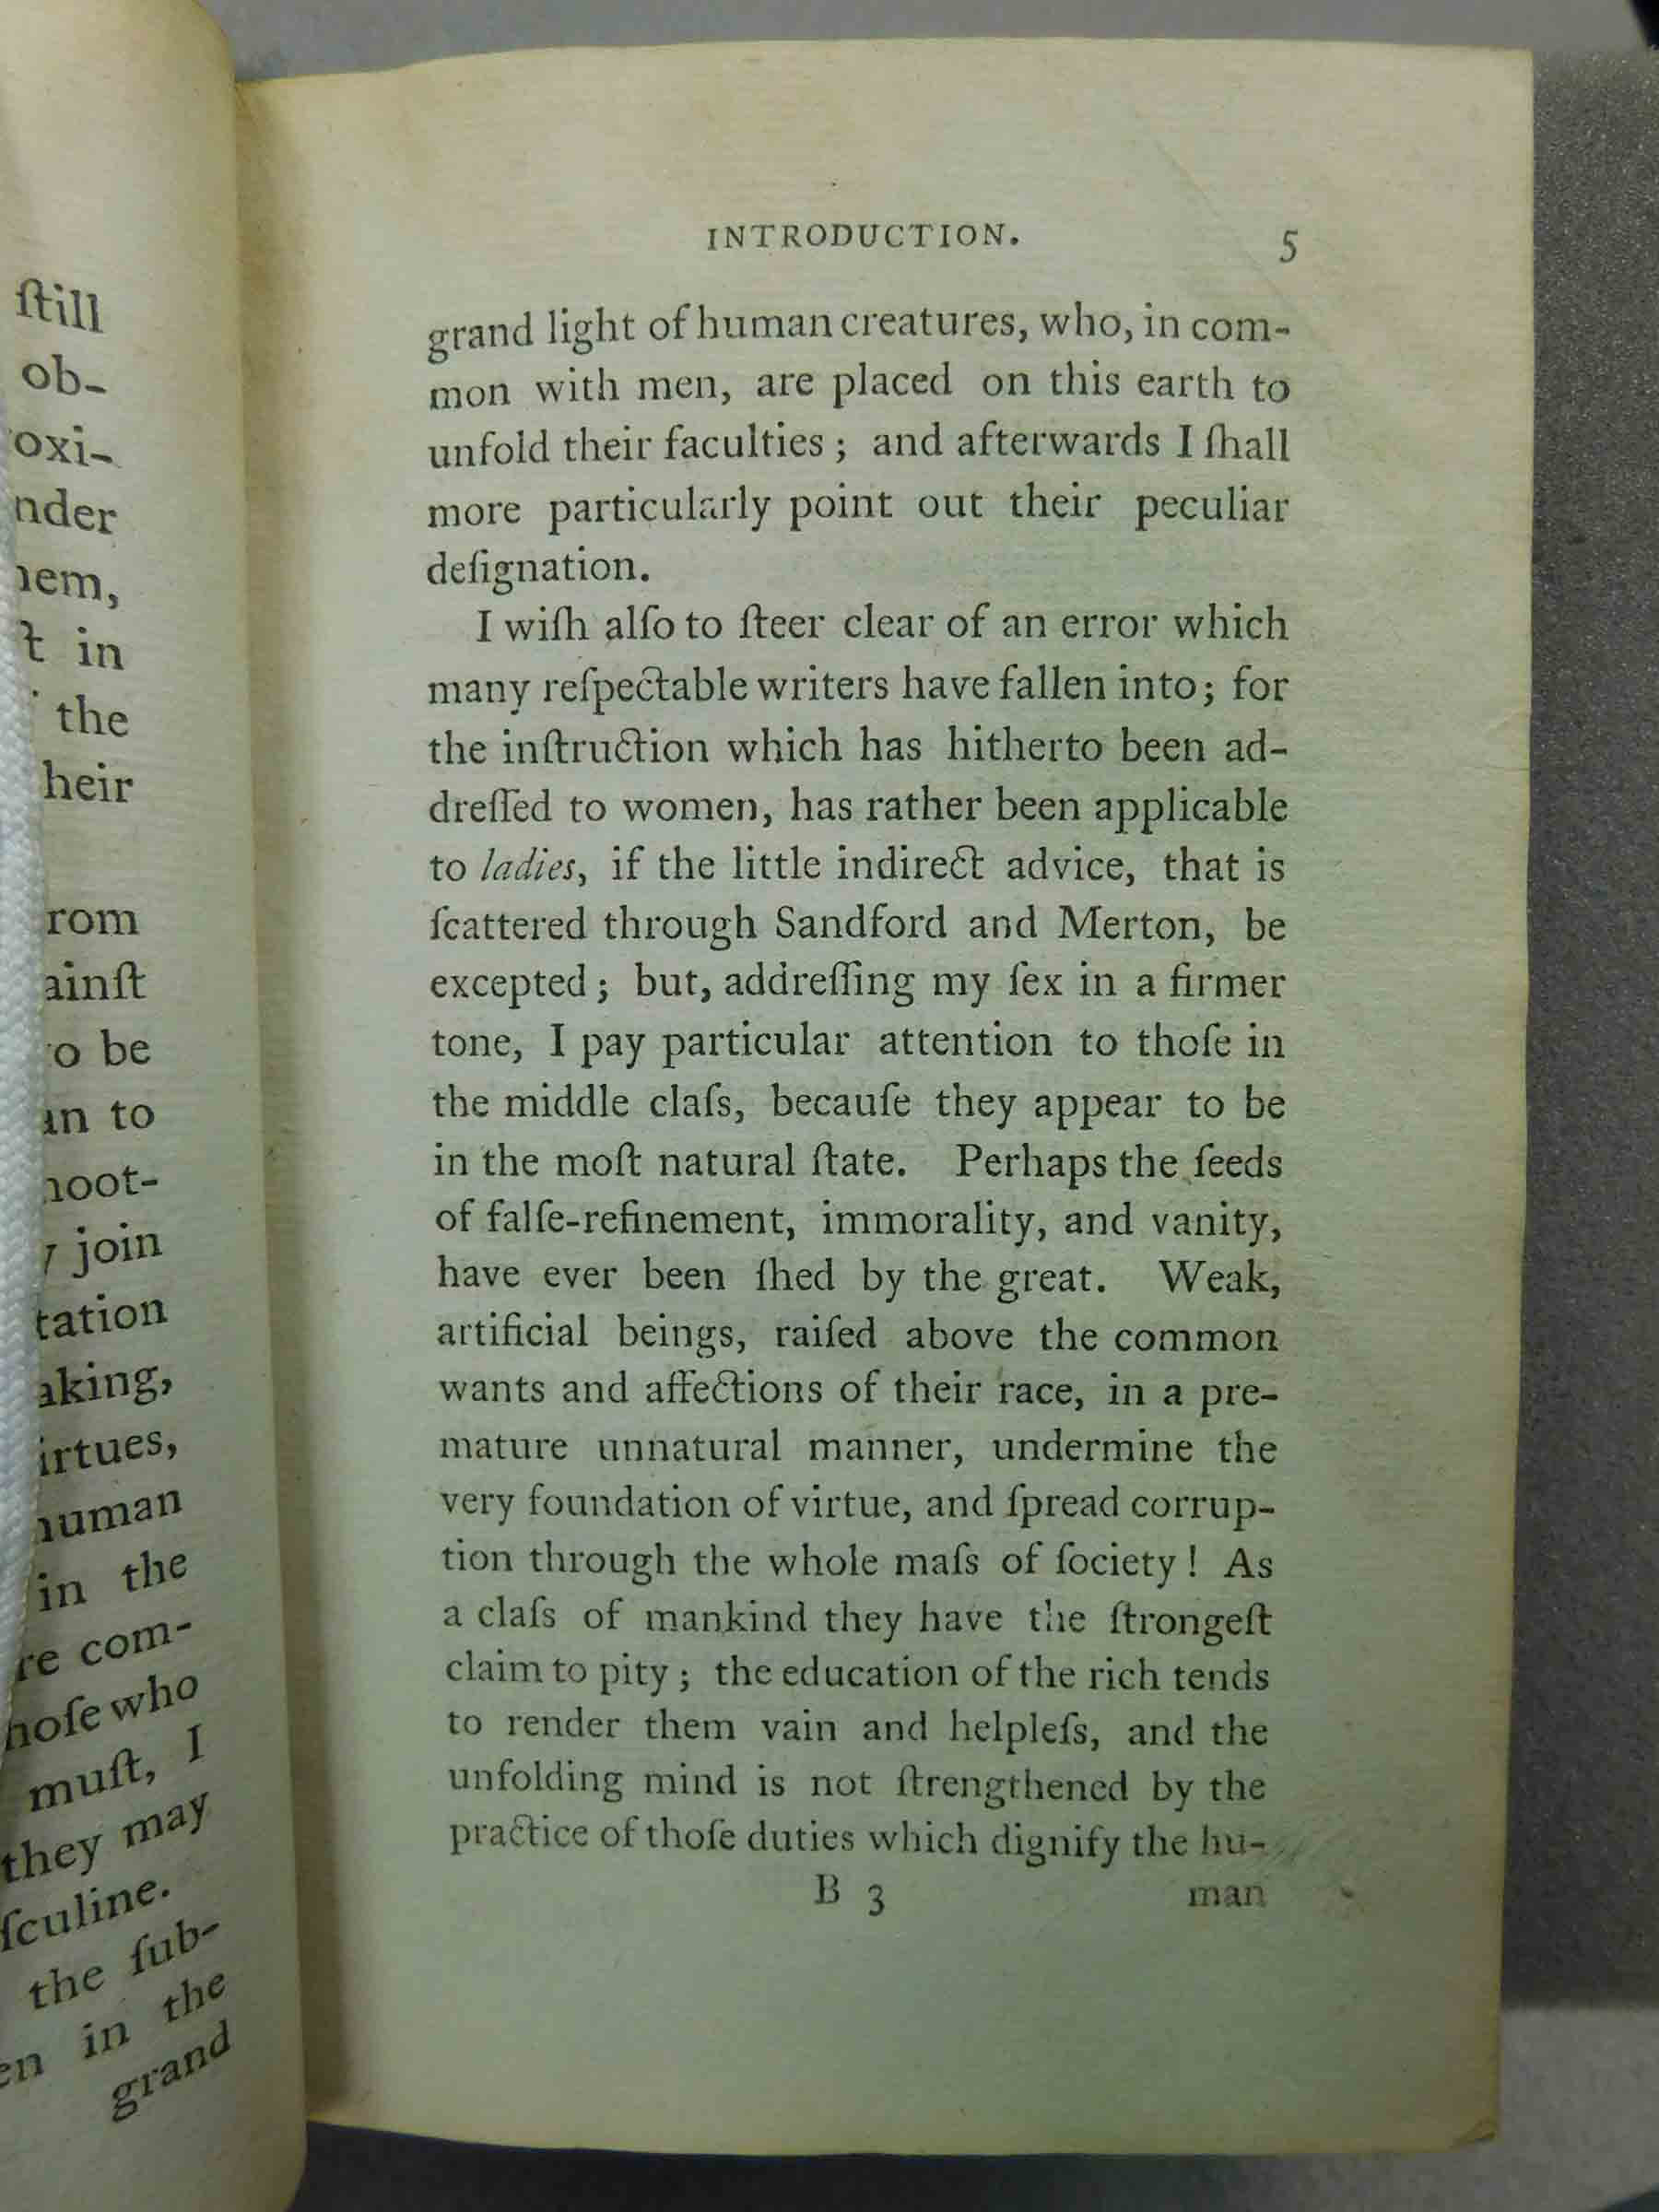 ſtill
ob-
oxi-
nder
hem,
t in
the
heir
rom
ainſt
o be
an to
hoot-
join
tation
aking,
irtues,
human
in the
re com-
hoſe who
muſt, I
they may
ſculine.
the ſub-
en in the
grand
INTRODUCTION. 5
grand light of human creatures, who, in com-
mon with men, are placed on this earth to
unfold their faculties; and afterwards I ſhall
more particularly point out their peculiar
deſignation.
I wiſh alſo to ſteer clear of an error which
many reſpectable writers have fallen into; for
the inſtruction which has hitherto been ad-
dreſſed to women, has rather been applicable
to ladies, if the little indirect advice, that is
ſcattered through Sandford and Merton, be
excepted; but, addreſſing my ſex in a firmer
tone, I pay particular attention to thoſe in
the middle claſs, becauſe they appear to be
in the moſt natural ſtate. Perhaps the ſeeds
of falſe-refinement, immorality, and vanity,
have ever been ſhed by the great. Weak,
artificial beings, raiſed above the common
wants and affections of their race, in a pre-
mature unnatural manner, undermine the
very foundation of virtue, and ſpread corrup-
tion through the whole maſs of ſociety! As
a claſs of mankind they have the ſtrongeſt
claim to pity; the education of the rich tends
to render them vain and helpleſs, and the
unfolding mind is not ſtrengthened by the
practice of thoſe duties which dignify the hu-
B 3 man